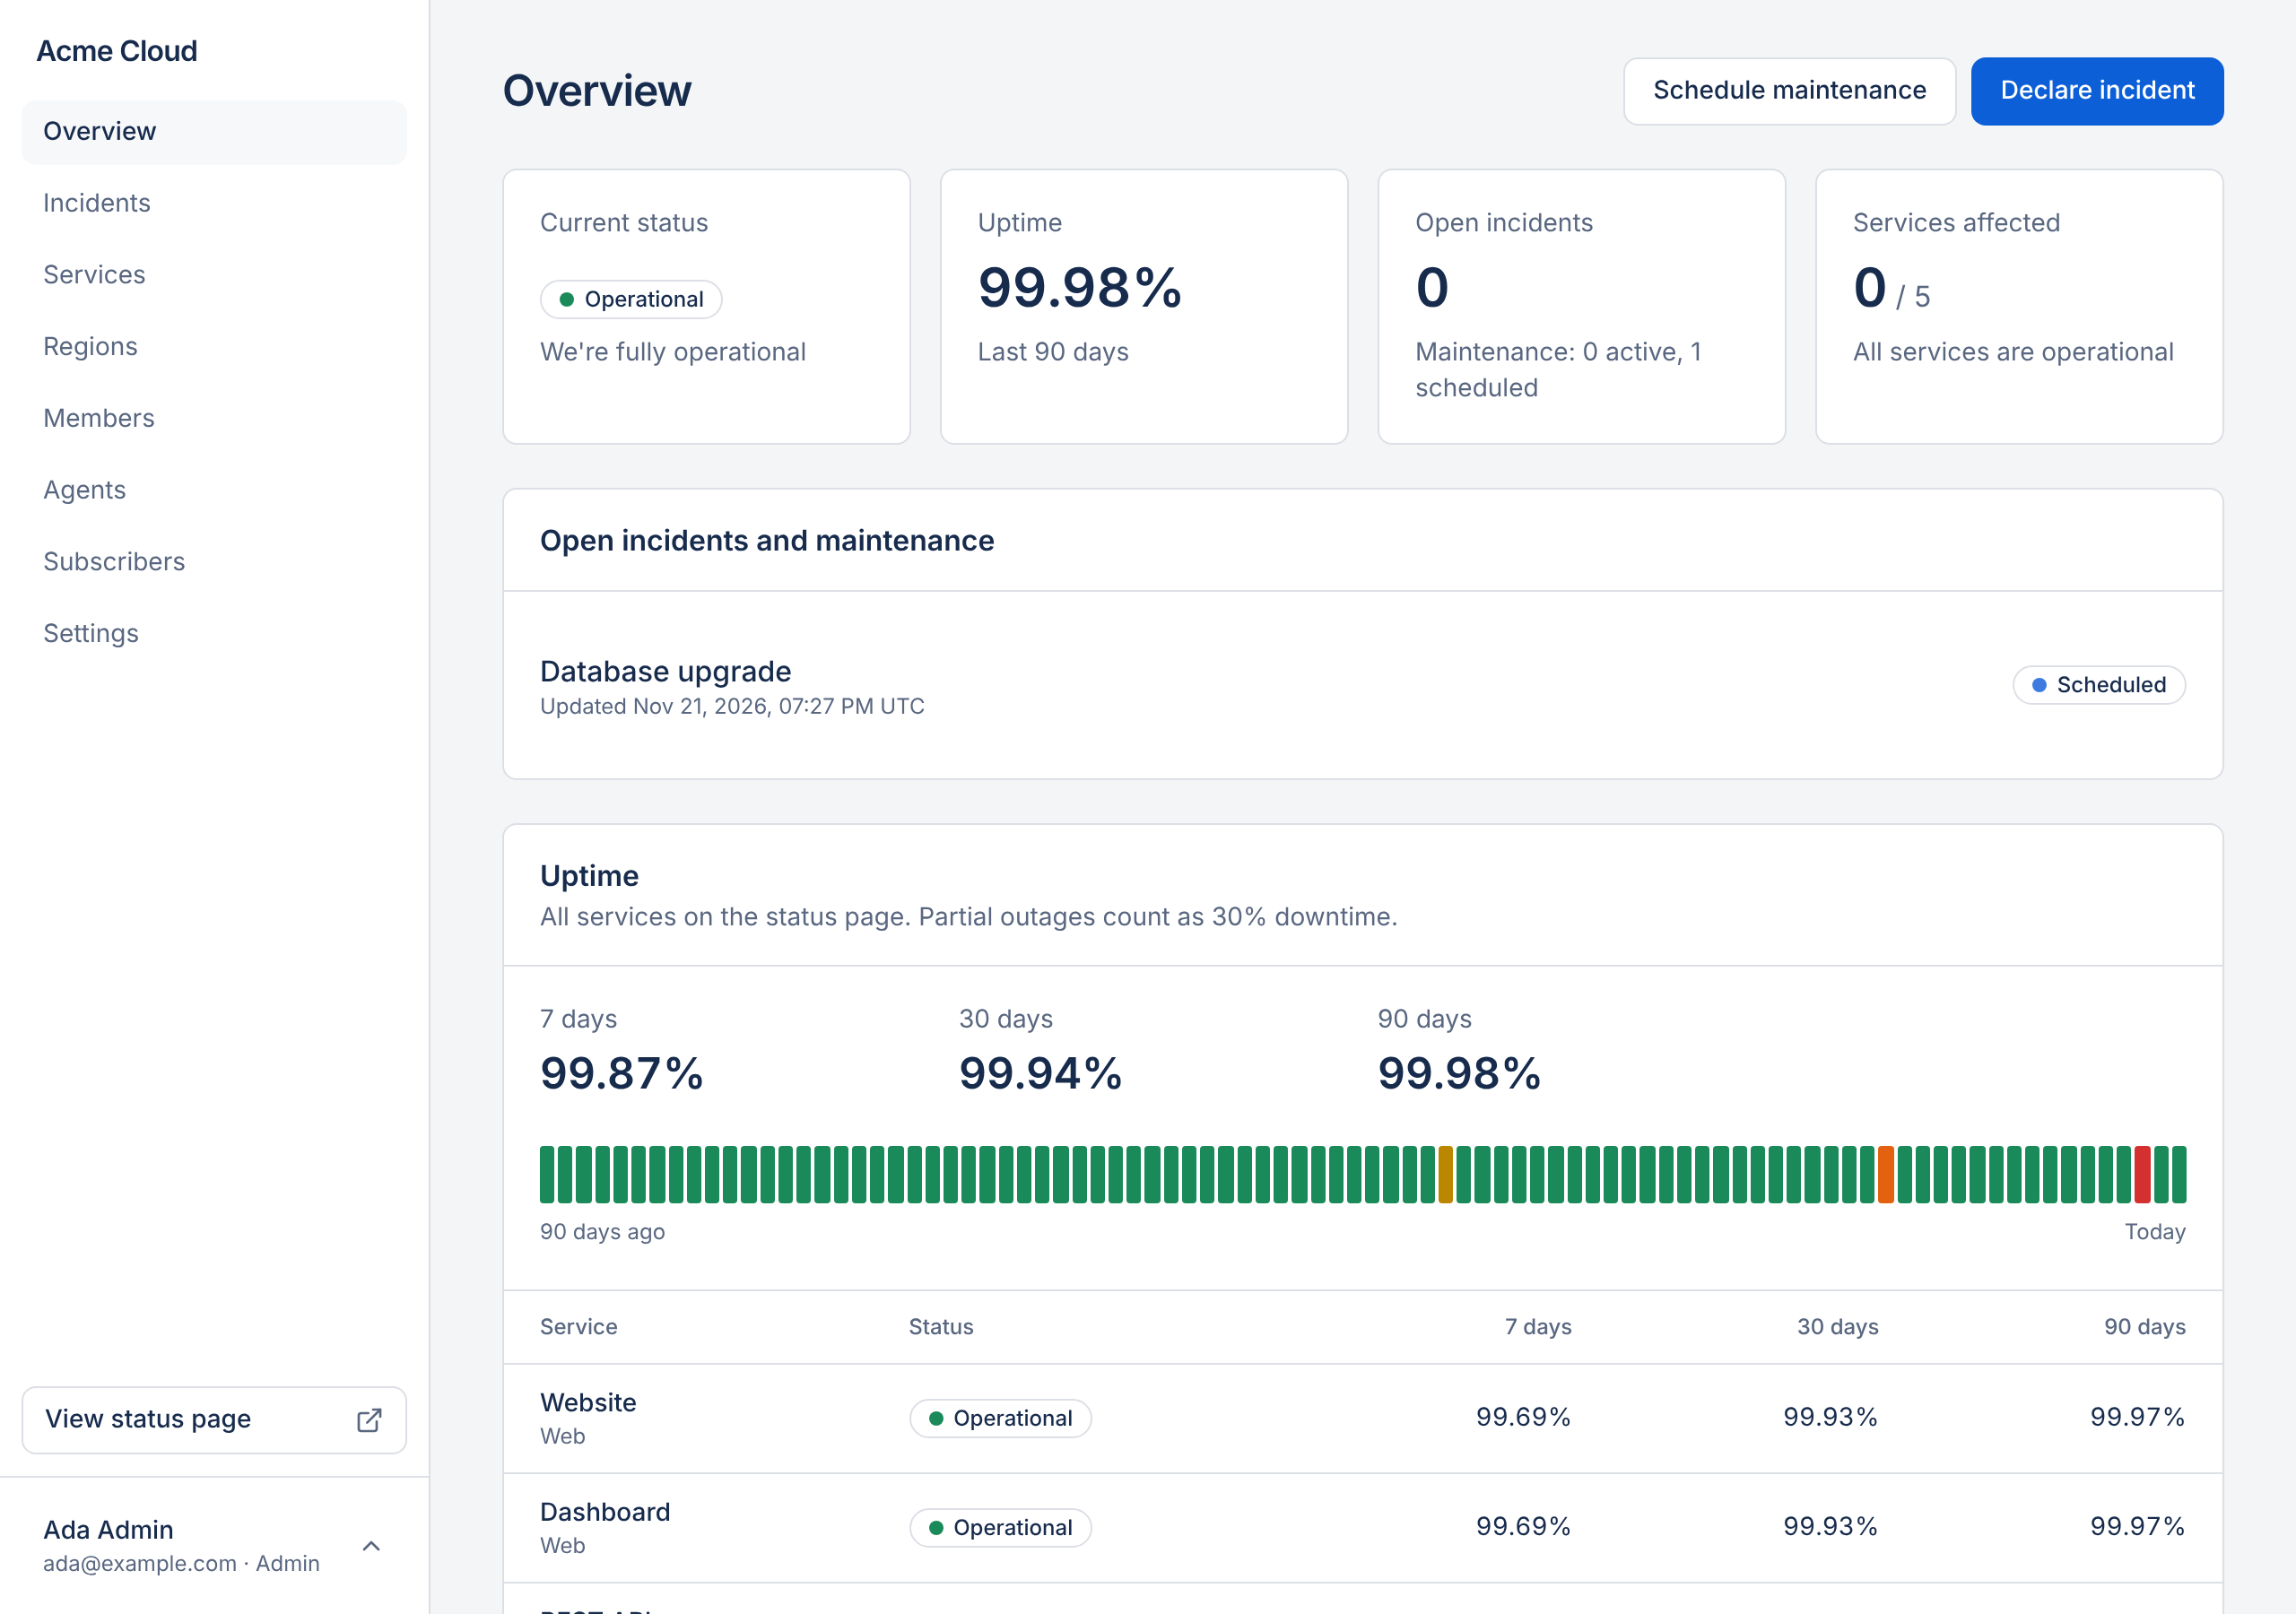 Acme Cloud
Overview
Incidents
Services
Regions
Members
Agents
Subscribers
Settings
View status page
Ada Admin
ada@example.com · Admin
Overview
Schedule maintenance
Declare incident
Current status
Operational
We're fully operational
Uptime
99.98%
Last 90 days
Open incidents
0
Maintenance: 0 active, 1
scheduled
Services affected
0 / 5
All services are operational
Open incidents and maintenance
Database upgrade
Updated Nov 21, 2026, 07:27 PM UTC
Scheduled
Uptime
All services on the status page. Partial outages count as 30% downtime.
7 days
99.87%
30 days
99.94%
90 days
99.98%
90 days ago
Today
Service Status 7 days 30 days 90 days
Website
Web
Operational 99.69% 99.93% 99.97%
Dashboard
Web
Operational 99.69% 99.93% 99.97%